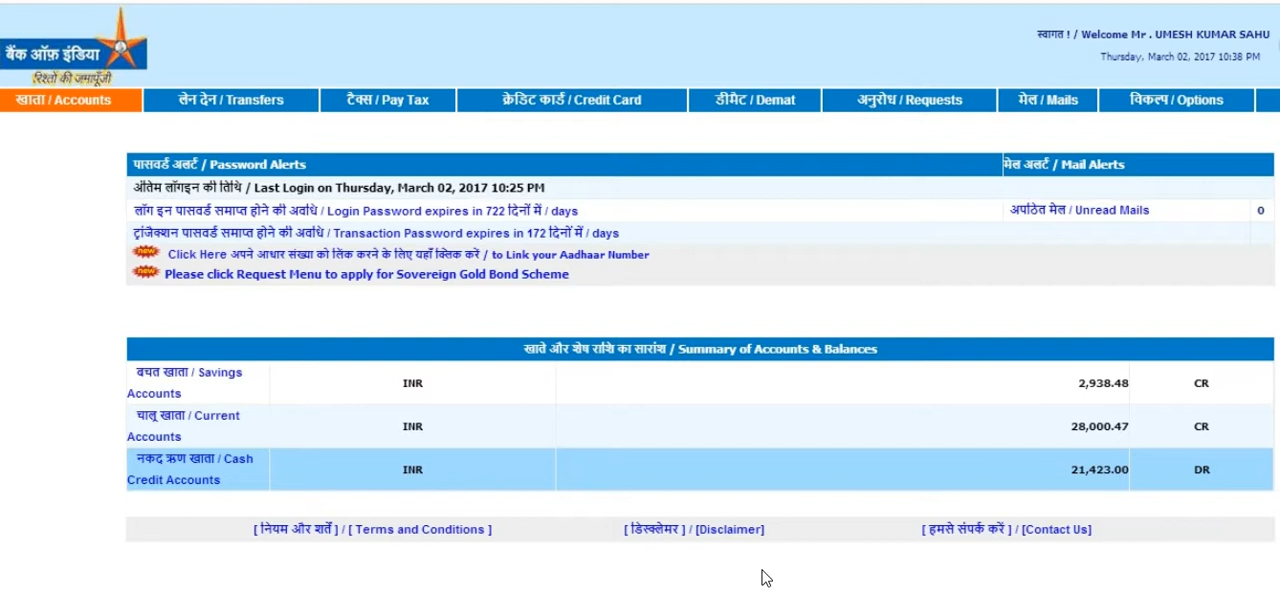 बैंक ऑफ़ इंडिया
रिश्तों की जमापूँजी
स्वागत ! / Welcome Mr . UMESH KUMAR SAHU
Thursday, March 02, 2017 10:38 PM
खाता / Accounts
लेन देन / Transfers
टैक्स / Pay Tax
क्रेडिट कार्ड / Credit Card
डीमैट / Demat
अनुरोध / Requests
मेल / Mails
विकल्प / Options
पासवर्ड अलर्ट / Password Alerts
मेल अलर्ट / Mail Alerts
अंतिम लॉगइन की तिथि / Last Login on Thursday, March 02, 2017 10:25 PM
लॉग इन पासवर्ड समाप्त होने की अवधि / Login Password expires in 722 दिनों में / days
अपठित मेल / Unread Mails 0
ट्रांजैक्शन पासवर्ड समाप्त होने की अवधि / Transaction Password expires in 172 दिनों में / days
new Click Here अपने आधार संख्या को लिंक करने के लिए यहाँ क्लिक करें / to Link your Aadhaar Number
new Please click Request Menu to apply for Sovereign Gold Bond Scheme
खाते और शेष राशि का सारांश / Summary of Accounts & Balances
बचत खाता / Savings
Accounts
INR 2,938.48 CR
चालू खाता / Current
Accounts
INR 28,000.47 CR
नकद ऋण खाता / Cash
Credit Accounts
INR 21,423.00 DR
[ नियम और शर्तें ] / [ Terms and Conditions ]
[ डिस्क्लेमर ] / [Disclaimer]
[ हमसे संपर्क करें ] / [Contact Us]